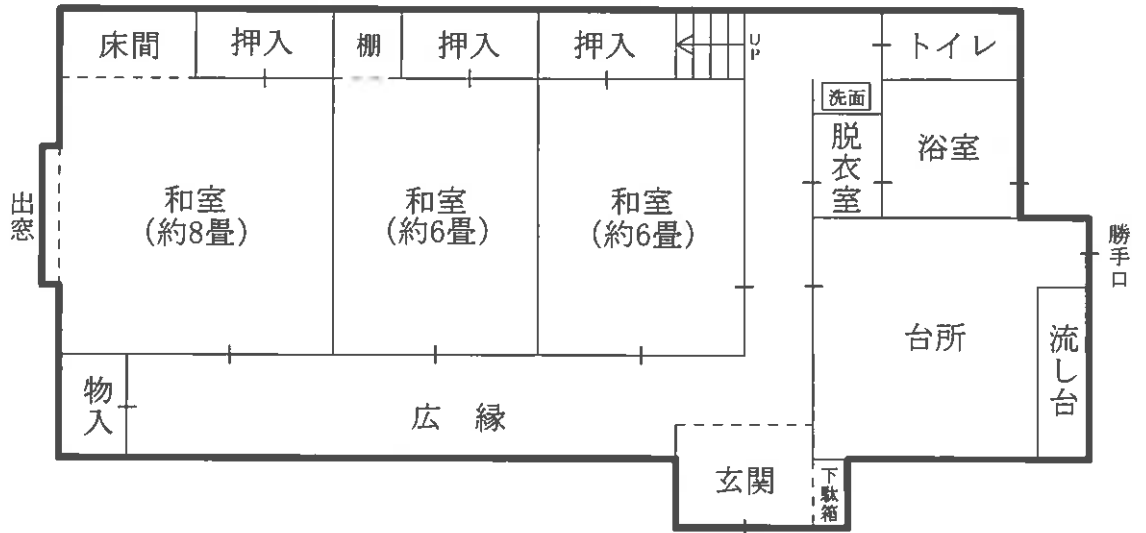 床間
押入
棚
押入
押入
UP
トイレ
洗面
脱衣室
浴室
出窓
和室
(約8畳)
和室
(約6畳)
和室
(約6畳)
勝手口
台所
流し台
物入
広縁
玄関
下駄箱